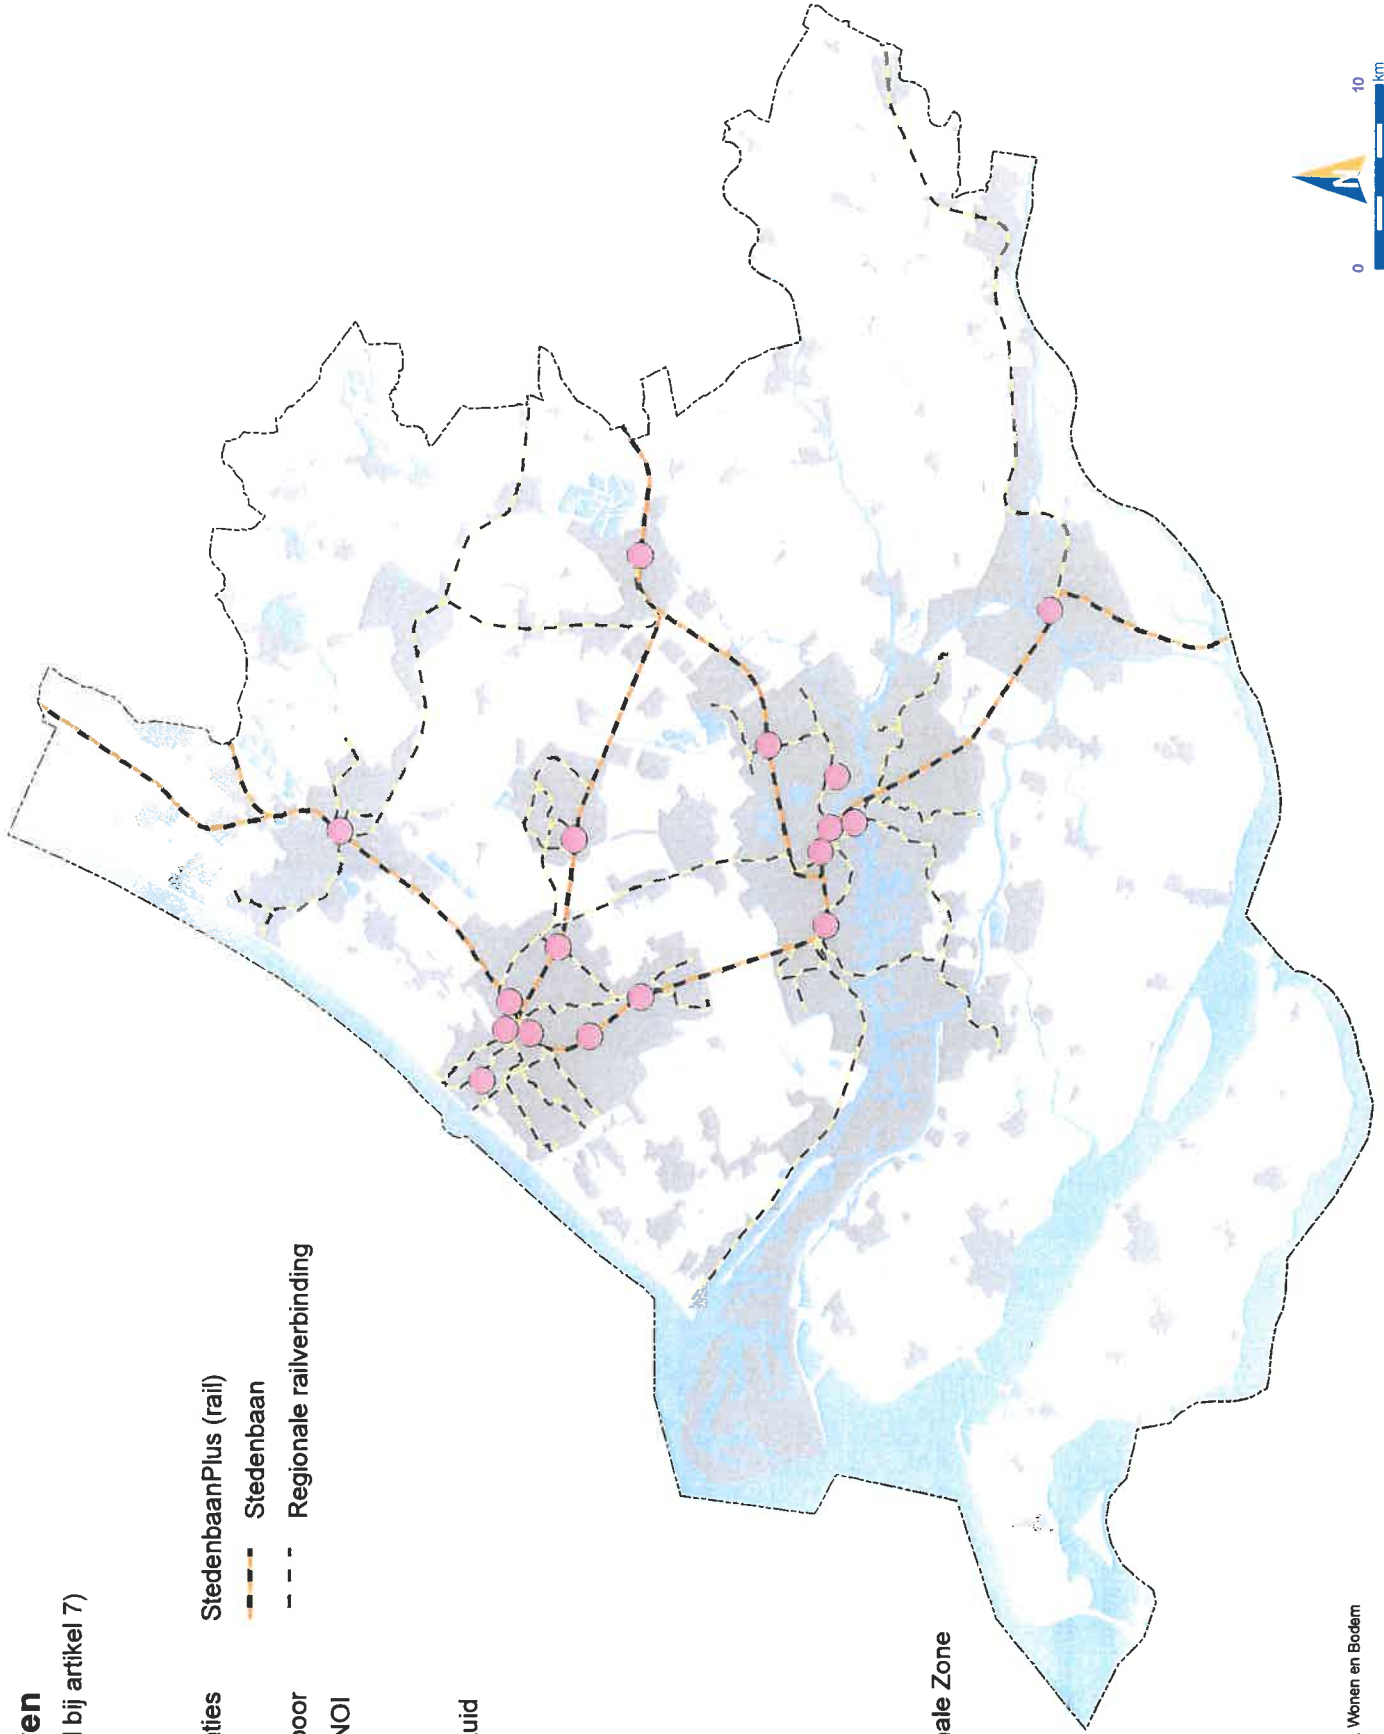 en
l bij artikel 7)
ties
StedenbaanPlus (rail)
Stedenbaan
Regionale railverbinding
poor
NOI
uid
ale Zone
, Wonen en Bodem
N
0 10 km